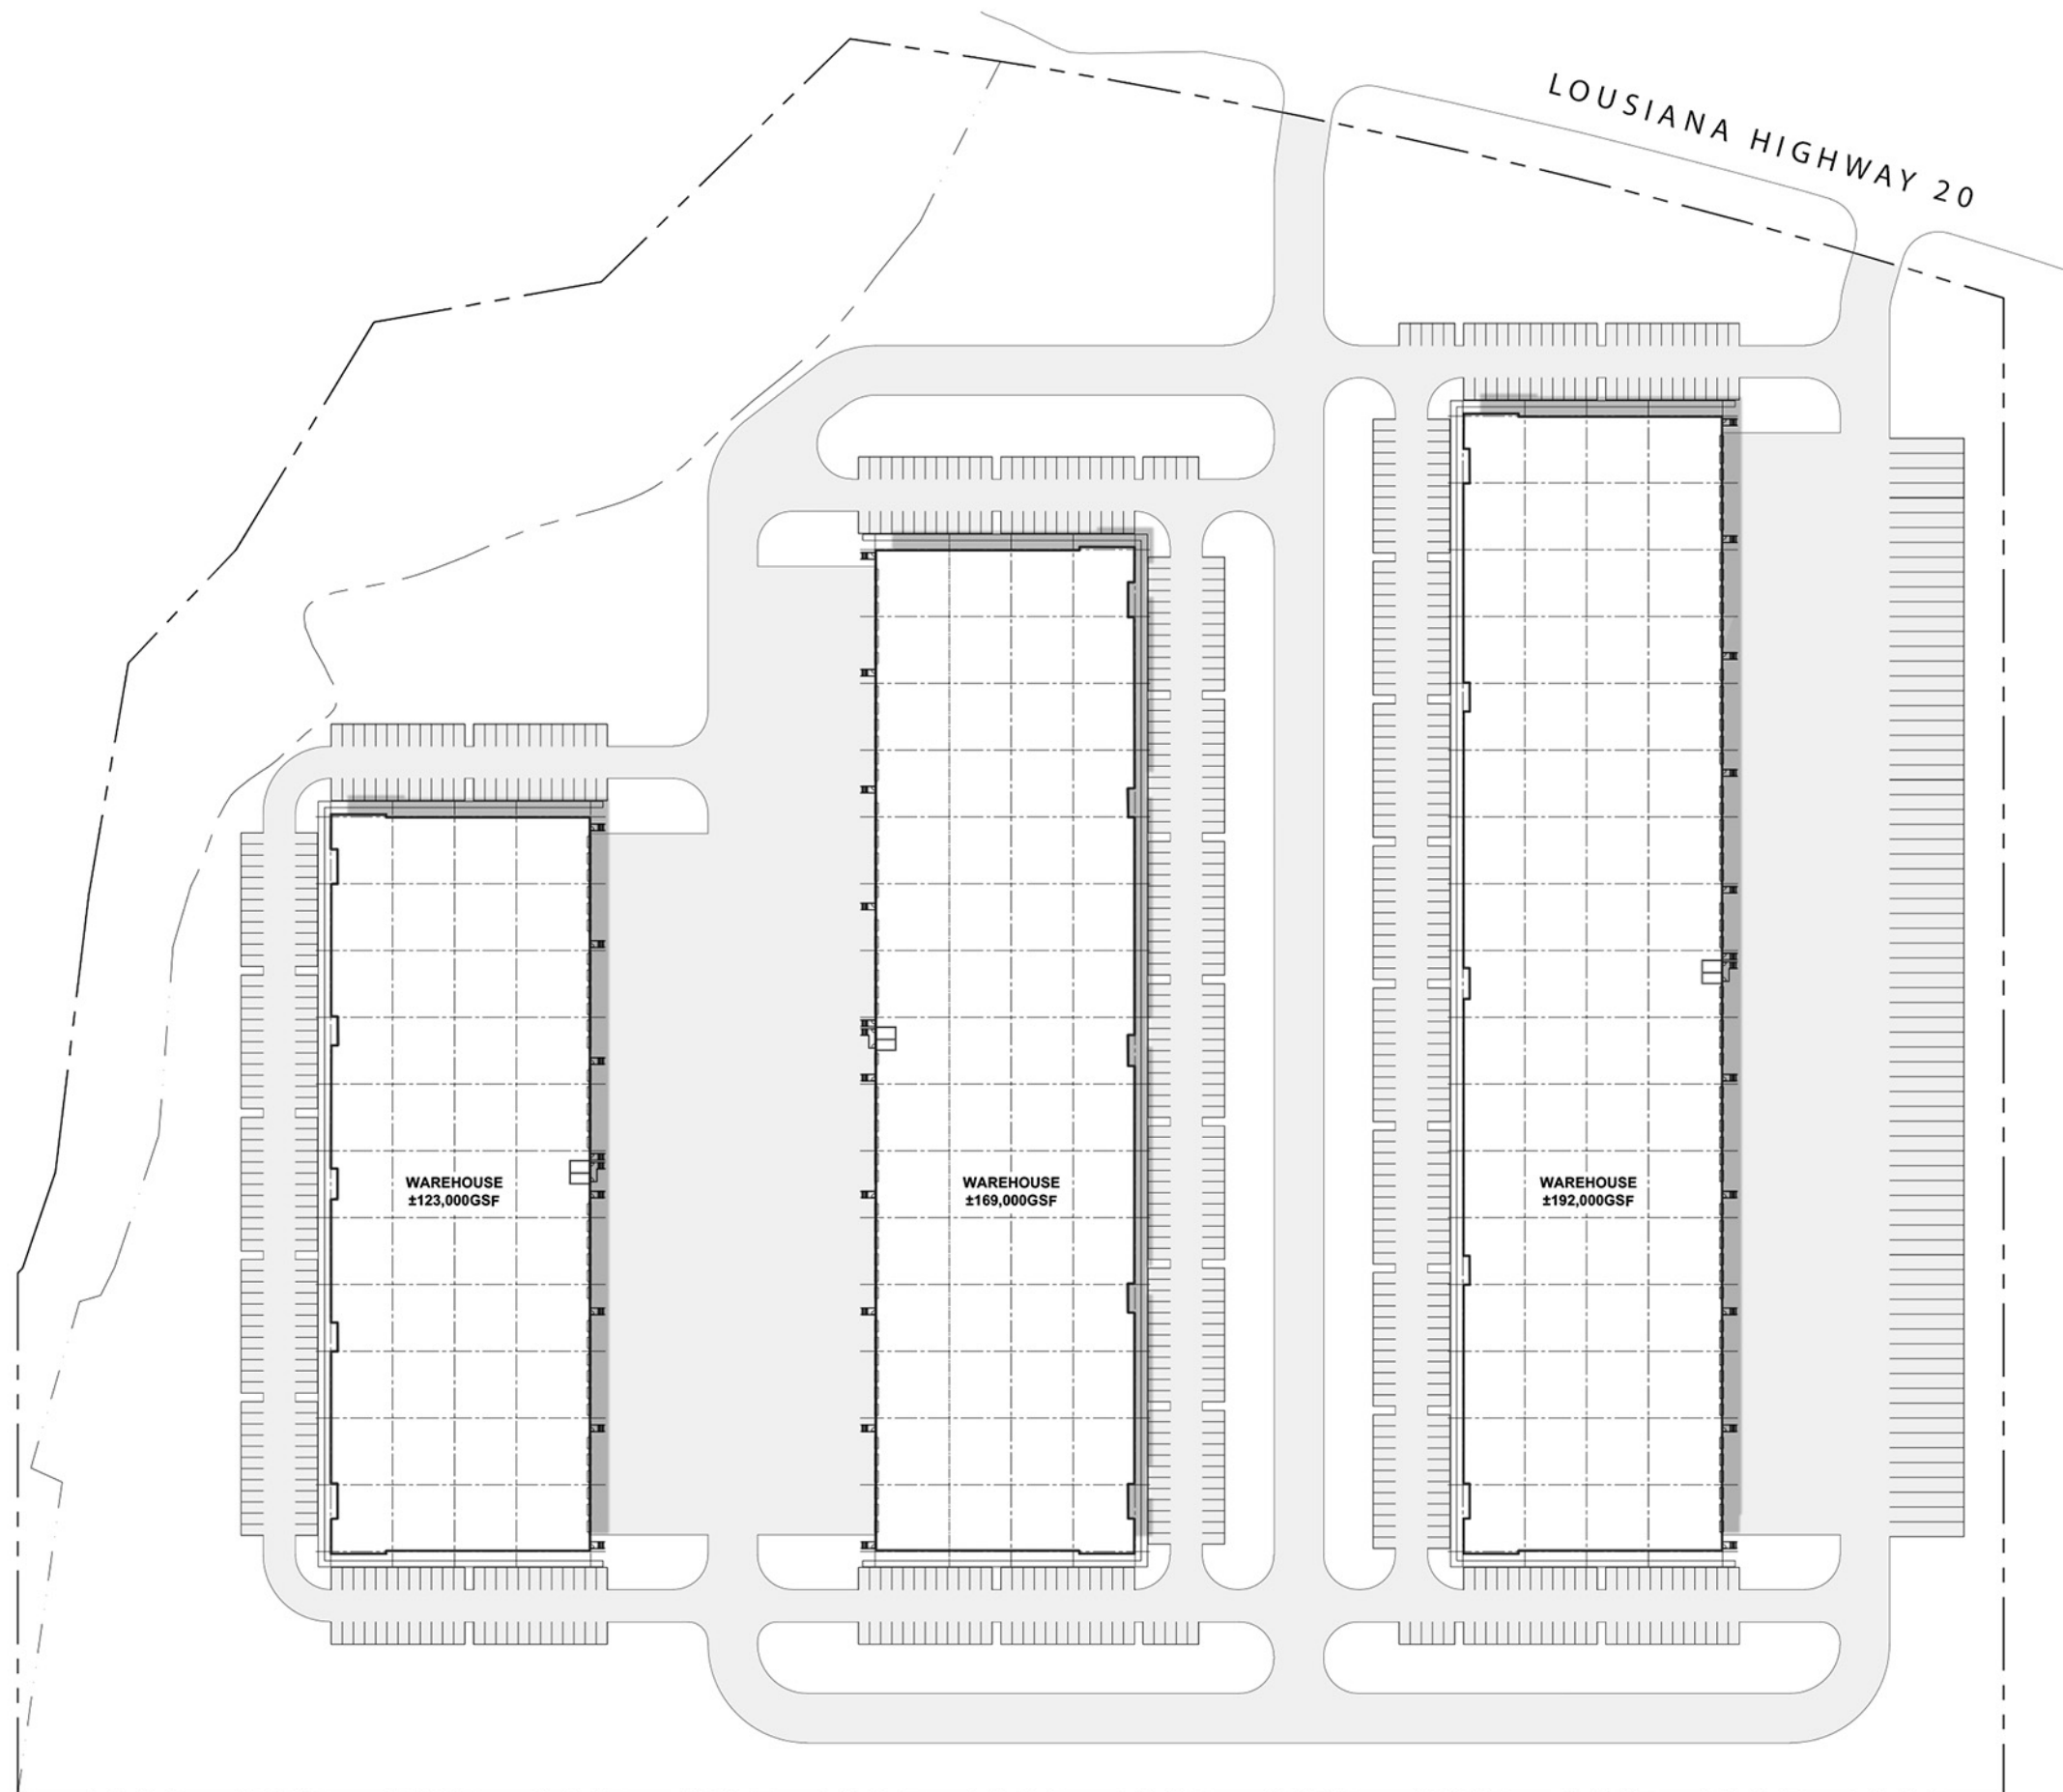 LOUSIANA HIGHWAY 20
WAREHOUSE
±123,000GSF
WAREHOUSE
±169,000GSF
WAREHOUSE
±192,000GSF